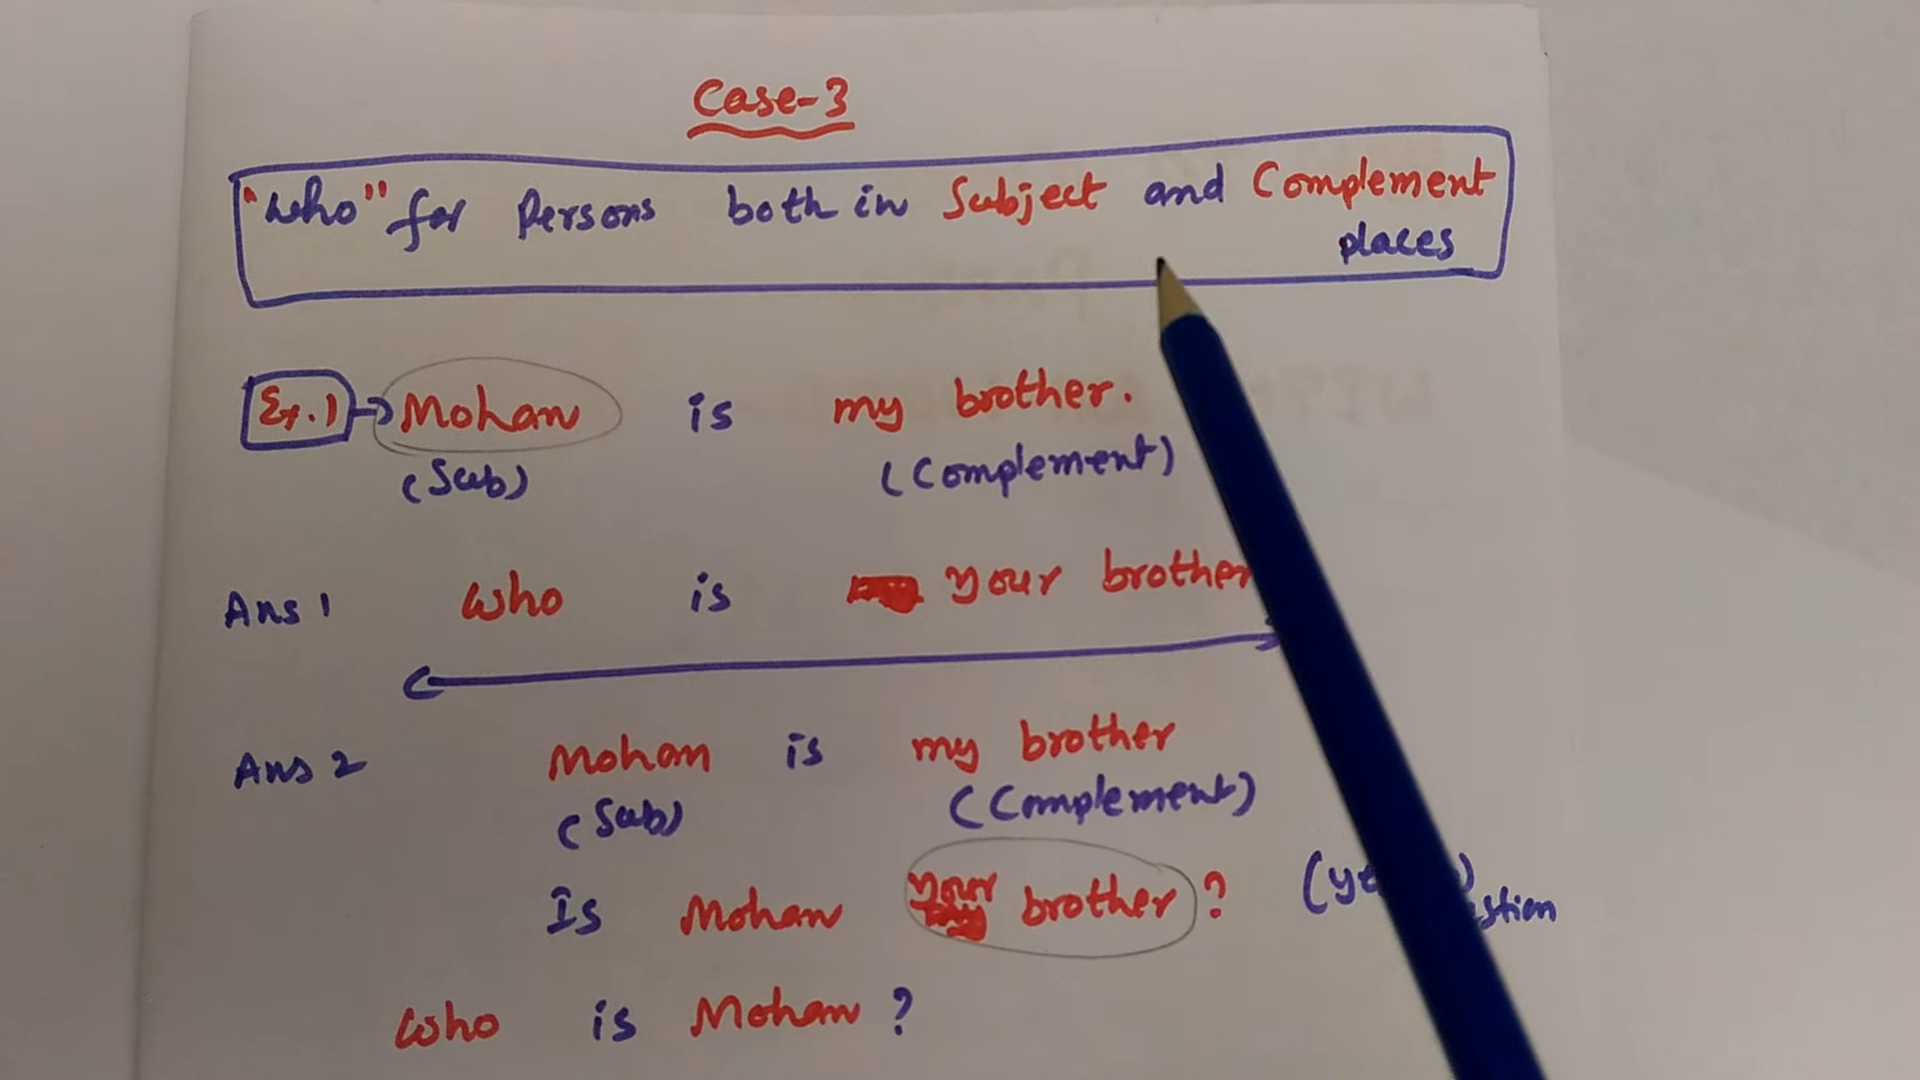 Case-3
"who" for Persons both in Subject and Complement
places
Ex.1 Mohan is my brother.
(Sub) (Complement)
Ans 1 who is your brother
Ans 2 Mohan is my brother
(Sub) (Complement)
Is Mohan your brother?
who is Mohan?